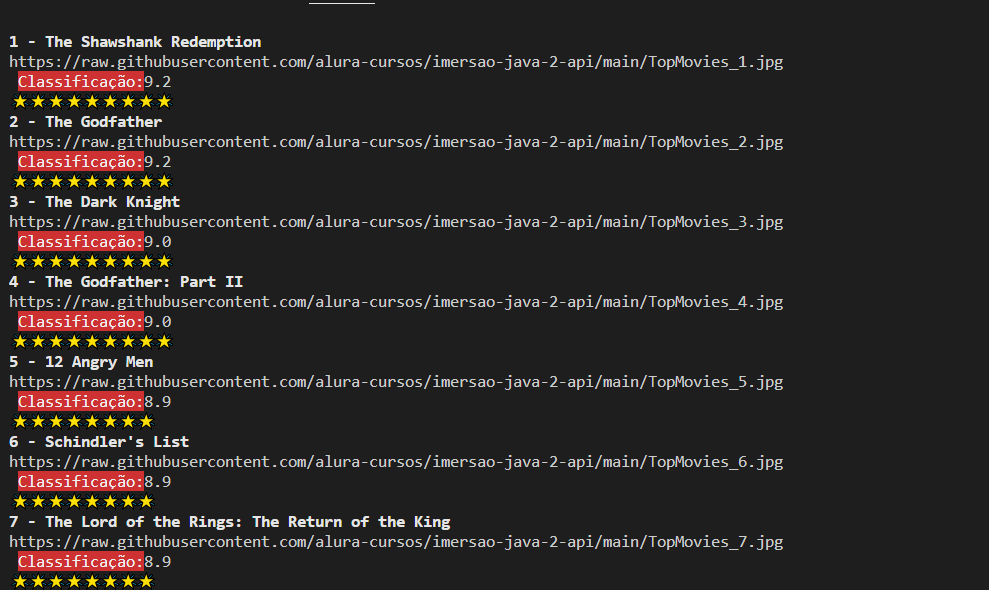 1 - The Shawshank Redemption
https://raw.githubusercontent.com/alura-cursos/imersao-java-2-api/main/TopMovies_1.jpg
Classificação:9.2
★★★★★★★★★
2 - The Godfather
https://raw.githubusercontent.com/alura-cursos/imersao-java-2-api/main/TopMovies_2.jpg
Classificação:9.2
★★★★★★★★★
3 - The Dark Knight
https://raw.githubusercontent.com/alura-cursos/imersao-java-2-api/main/TopMovies_3.jpg
Classificação:9.0
★★★★★★★★★
4 - The Godfather: Part II
https://raw.githubusercontent.com/alura-cursos/imersao-java-2-api/main/TopMovies_4.jpg
Classificação:9.0
★★★★★★★★★
5 - 12 Angry Men
https://raw.githubusercontent.com/alura-cursos/imersao-java-2-api/main/TopMovies_5.jpg
Classificação:8.9
★★★★★★★★
6 - Schindler's List
https://raw.githubusercontent.com/alura-cursos/imersao-java-2-api/main/TopMovies_6.jpg
Classificação:8.9
★★★★★★★★
7 - The Lord of the Rings: The Return of the King
https://raw.githubusercontent.com/alura-cursos/imersao-java-2-api/main/TopMovies_7.jpg
Classificação:8.9
★★★★★★★★